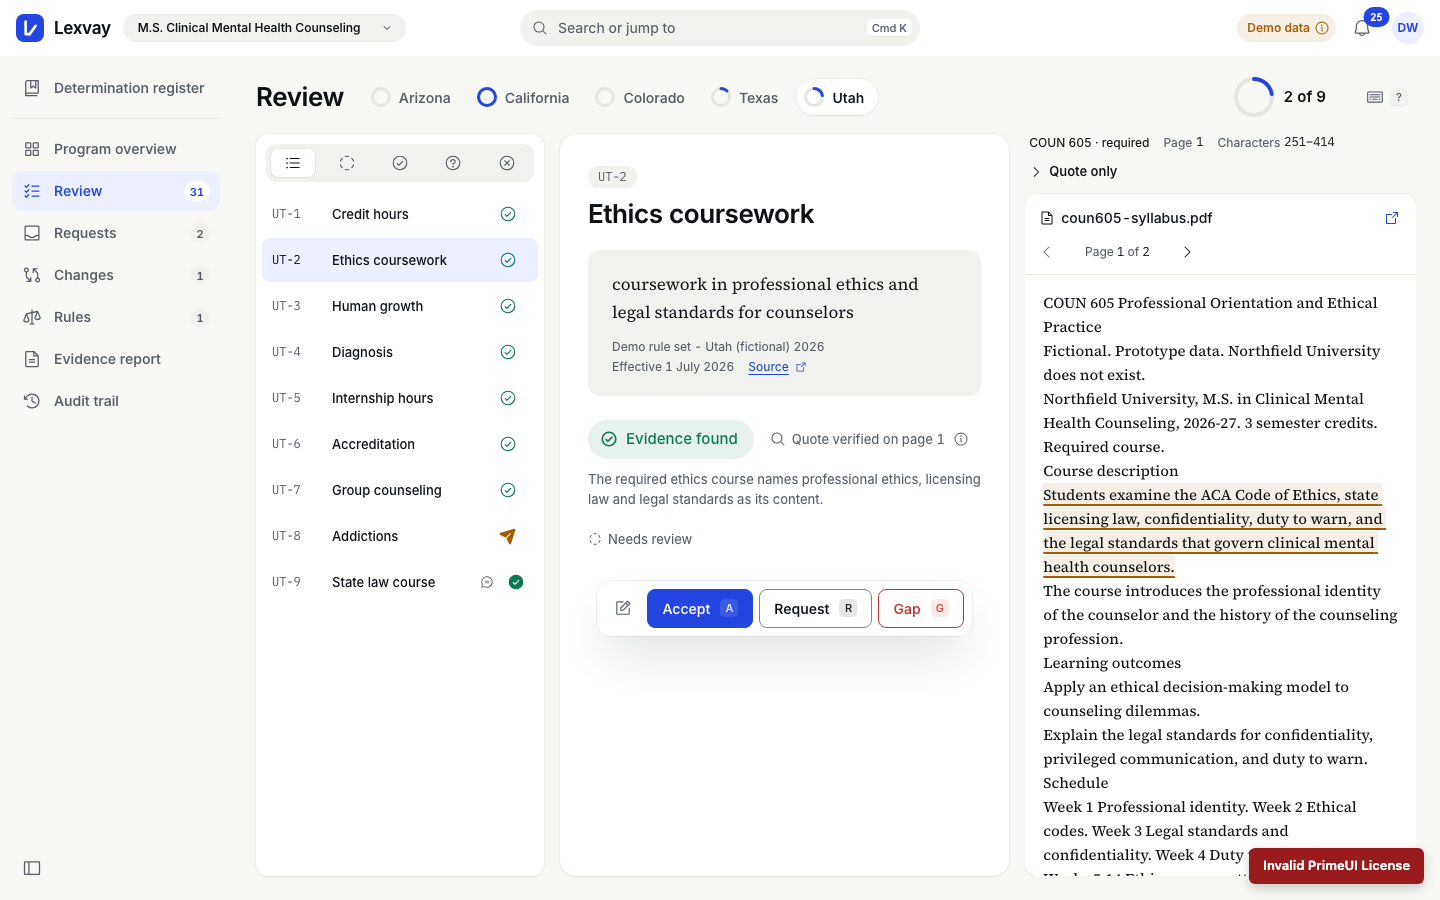 Lexvay
M.S. Clinical Mental Health Counseling
Search or jump to
Cmd K
Demo data
25
DW
Determination register
Program overview
Review 31
Requests 2
Changes 1
Rules 1
Evidence report
Audit trail
Review
Arizona
California
Colorado
Texas
Utah
2 of 9
?
UT-1 Credit hours
UT-2 Ethics coursework
UT-3 Human growth
UT-4 Diagnosis
UT-5 Internship hours
UT-6 Accreditation
UT-7 Group counseling
UT-8 Addictions
UT-9 State law course
UT-2
Ethics coursework
coursework in professional ethics and
legal standards for counselors
Demo rule set - Utah (fictional) 2026
Effective 1 July 2026 Source
Evidence found
Quote verified on page 1
The required ethics course names professional ethics, licensing
law and legal standards as its content.
Needs review
Accept A
Request R
Gap G
COUN 605 · required Page 1 Characters 251–414
Quote only
coun605-syllabus.pdf
Page 1 of 2
COUN 605 Professional Orientation and Ethical
Practice
Fictional. Prototype data. Northfield University
does not exist.
Northfield University, M.S. in Clinical Mental
Health Counseling, 2026-27. 3 semester credits.
Required course.
Course description
Students examine the ACA Code of Ethics, state
licensing law, confidentiality, duty to warn, and
the legal standards that govern clinical mental
health counselors.
The course introduces the professional identity
of the counselor and the history of the counseling
profession.
Learning outcomes
Apply an ethical decision-making model to
counseling dilemmas.
Explain the legal standards for confidentiality,
privileged communication, and duty to warn.
Schedule
Week 1 Professional identity. Week 2 Ethical
codes. Week 3 Legal standards and
confidentiality. Week 4 Duty
Invalid PrimeUI License